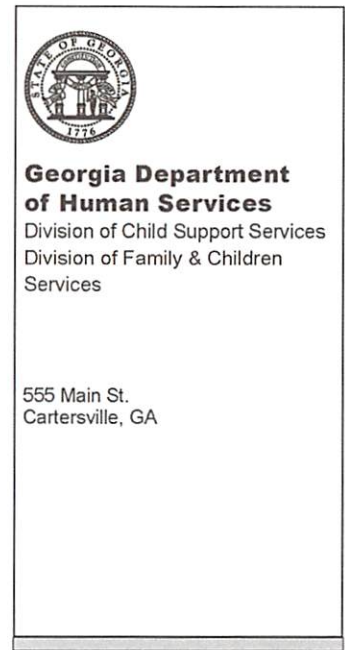 STATE OF GEORGIA
CONSTITUTION
1776
Georgia Department
of Human Services
Division of Child Support Services
Division of Family & Children
Services
555 Main St.
Cartersville, GA